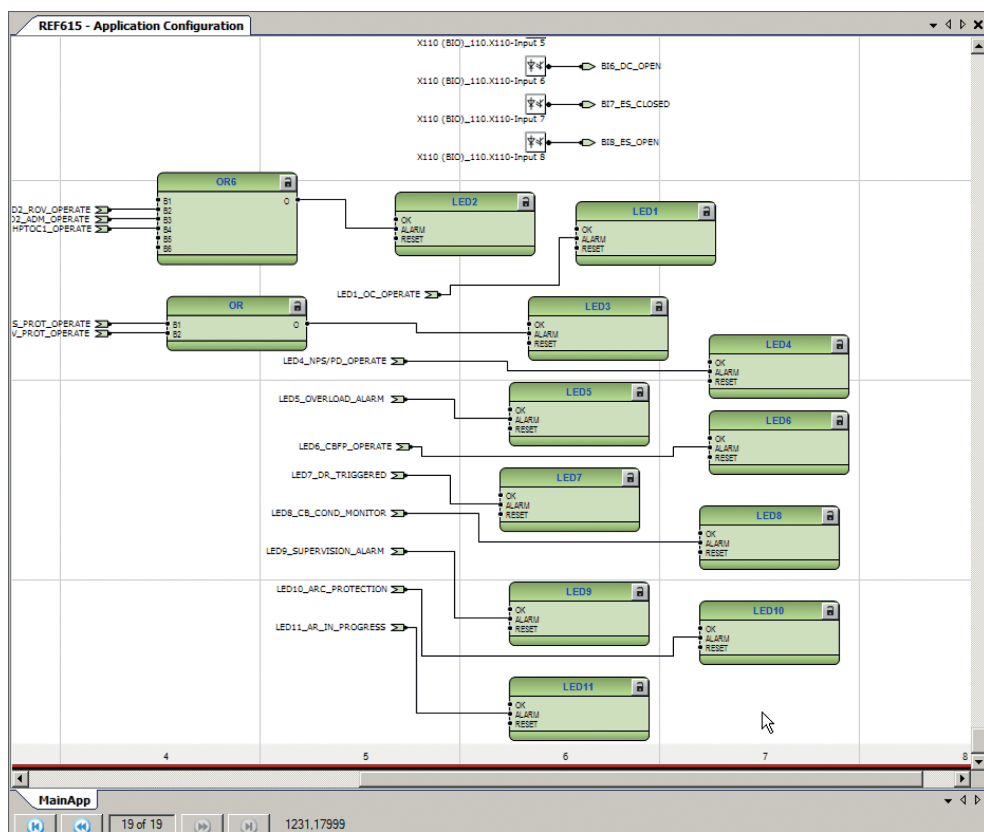 REF615 - Application Configuration
X110 (BIO)_110.X110-Input 5
BI6_DC_OPEN
X110 (BIO)_110.X110-Input 6
BI7_ES_CLOSED
X110 (BIO)_110.X110-Input 7
BI8_ES_OPEN
X110 (BIO)_110.X110-Input 8
OR6
D2_ROV_OPERATE
D2_ADM_OPERATE
HPTOC1_OPERATE
B1
B2
B3
B4
B5
B6
O
LED2
OK
ALARM
RESET
LED1
OK
ALARM
RESET
LED1_OC_OPERATE
OR
S_PROT_OPERATE
V_PROT_OPERATE
B1
B2
O
LED3
OK
ALARM
RESET
LED4_NPS/PD_OPERATE
LED4
OK
ALARM
RESET
LED5_OVERLOAD_ALARM
LED5
OK
ALARM
RESET
LED6_CBFP_OPERATE
LED6
OK
ALARM
RESET
LED7_DR_TRIGGERED
LED7
OK
ALARM
RESET
LED8_CB_COND_MONITOR
LED8
OK
ALARM
RESET
LED9_SUPERVISION_ALARM
LED9
OK
ALARM
RESET
LED10_ARC_PROTECTION
LED10
OK
ALARM
RESET
LED11_AR_IN_PROGRESS
LED11
OK
ALARM
RESET
4 5 6 7 8
MainApp
19 of 19 1231,17999